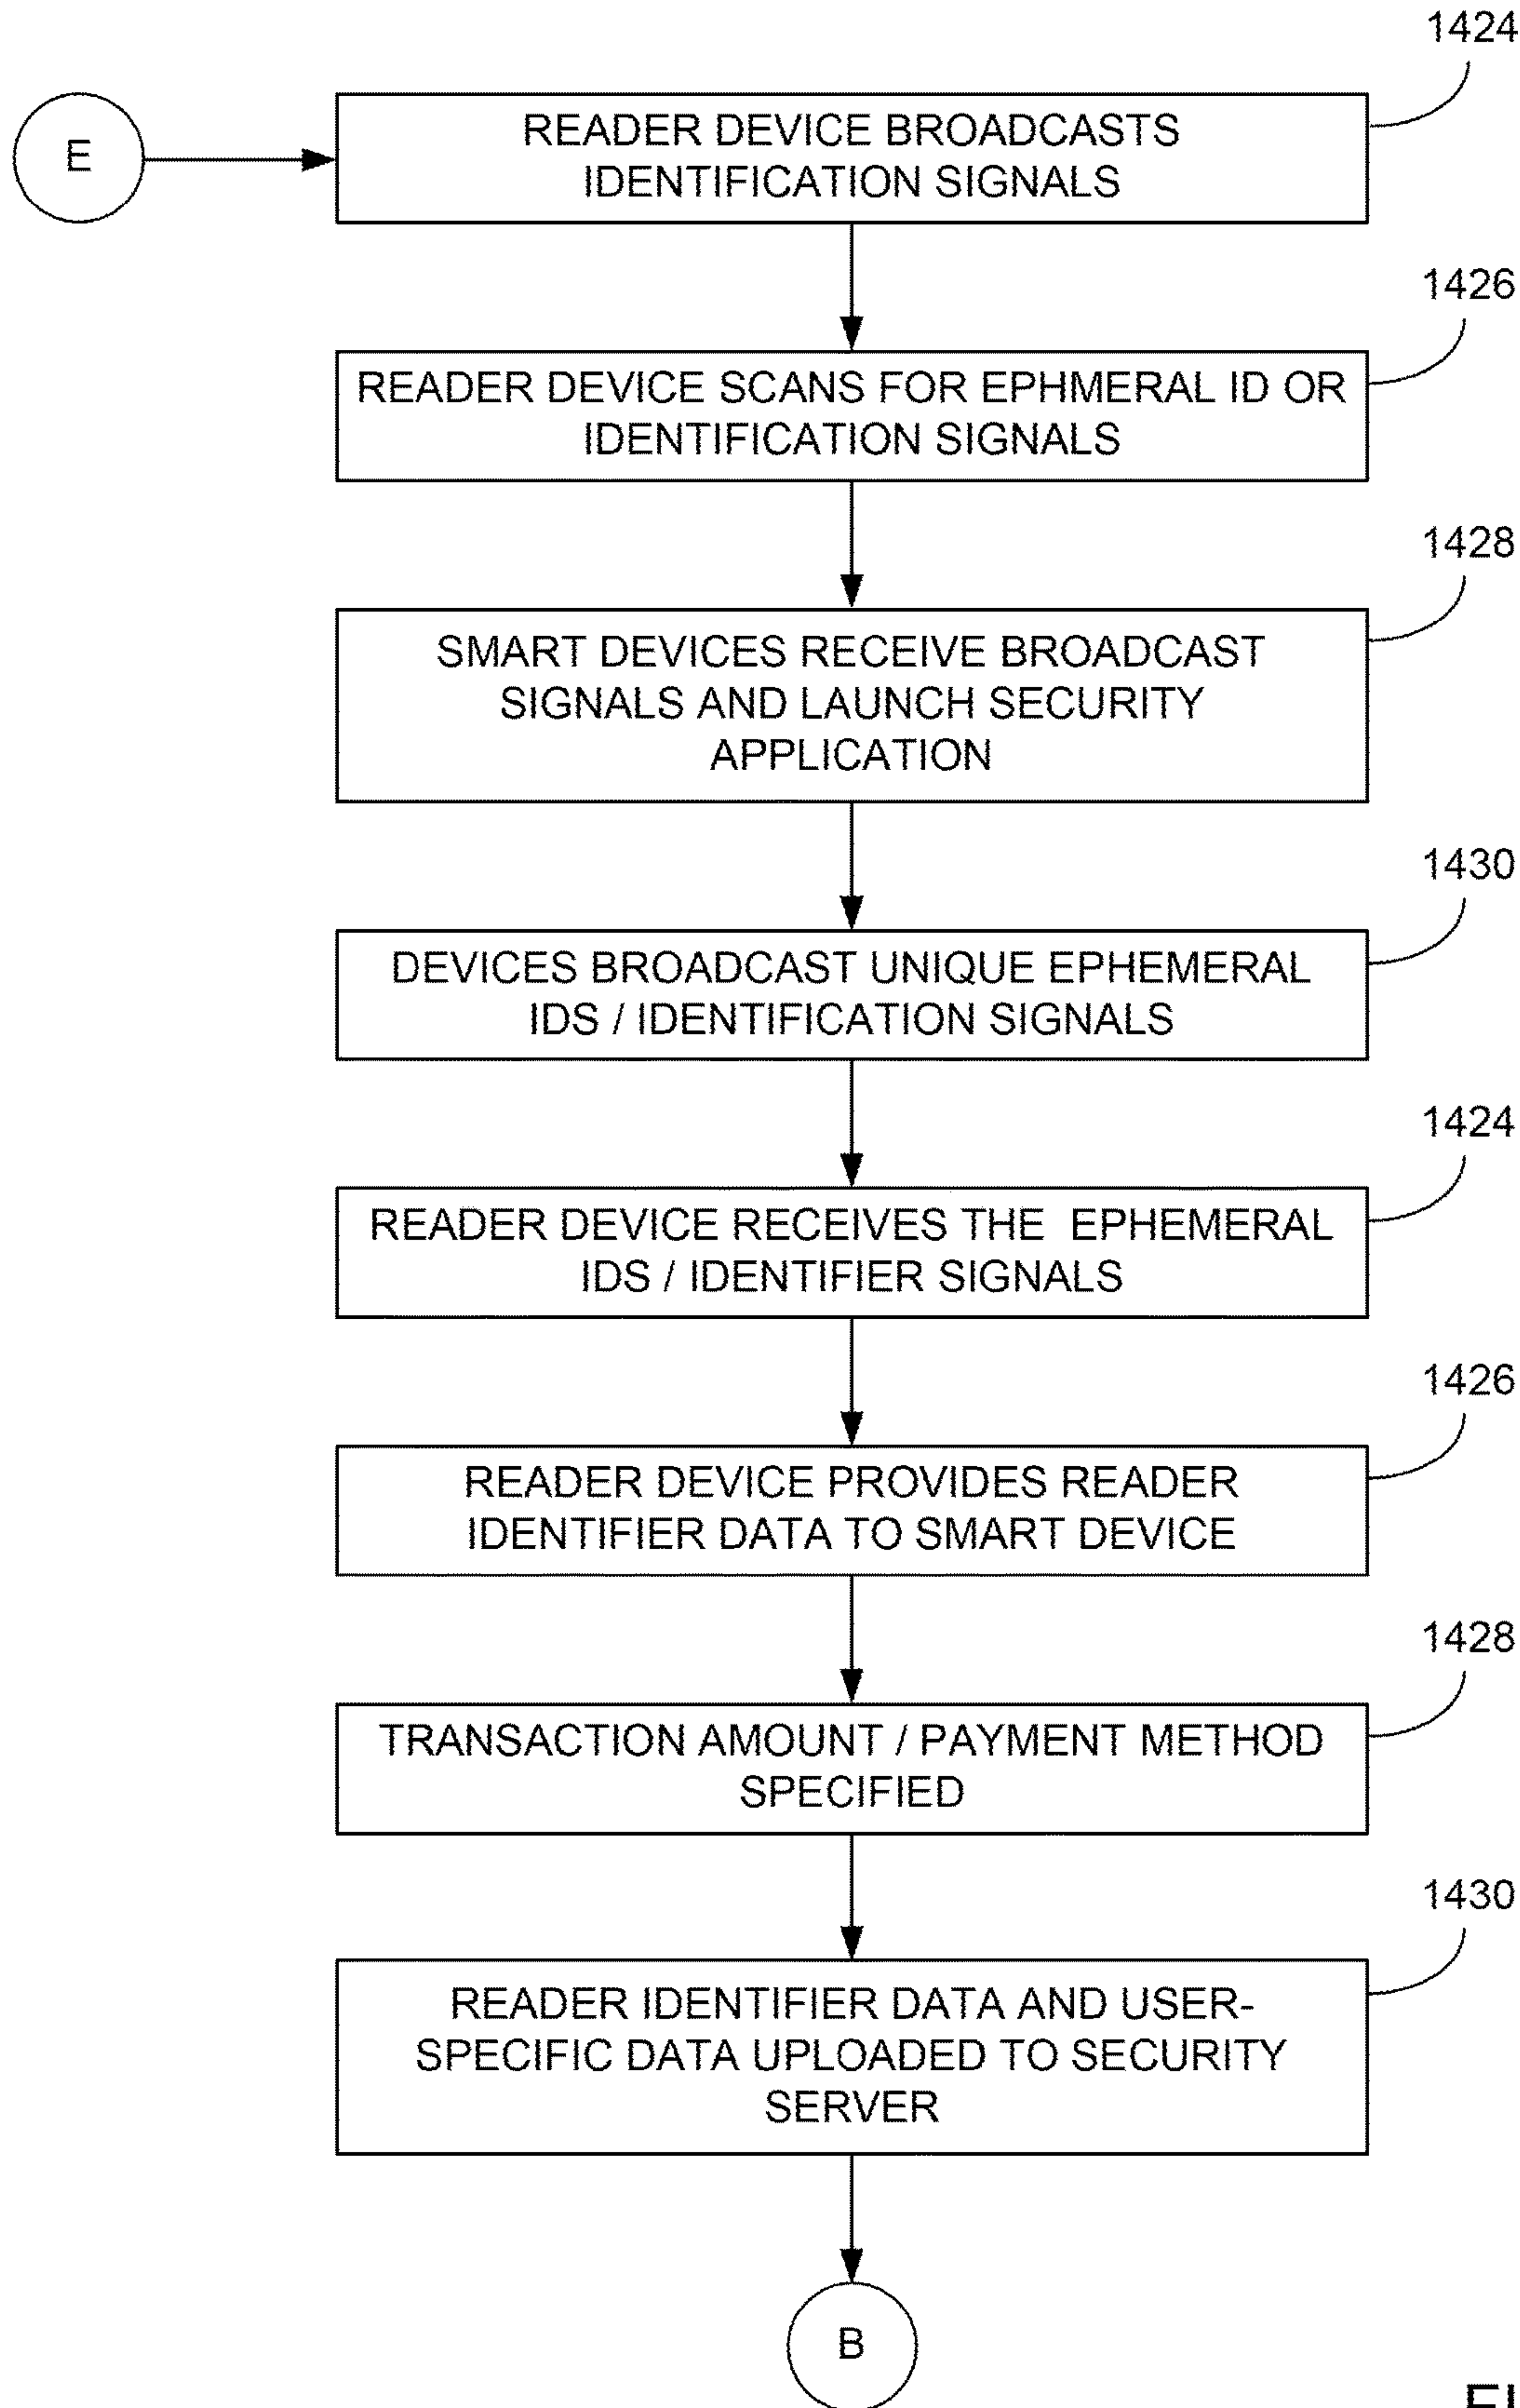 1424
E
READER DEVICE BROADCASTS
IDENTIFICATION SIGNALS
1426
READER DEVICE SCANS FOR EPHMERAL ID OR
IDENTIFICATION SIGNALS
1428
SMART DEVICES RECEIVE BROADCAST
SIGNALS AND LAUNCH SECURITY
APPLICATION
1430
DEVICES BROADCAST UNIQUE EPHEMERAL
IDS / IDENTIFICATION SIGNALS
1424
READER DEVICE RECEIVES THE EPHEMERAL
IDS / IDENTIFIER SIGNALS
1426
READER DEVICE PROVIDES READER
IDENTIFIER DATA TO SMART DEVICE
1428
TRANSACTION AMOUNT / PAYMENT METHOD
SPECIFIED
1430
READER IDENTIFIER DATA AND USER-
SPECIFIC DATA UPLOADED TO SECURITY
SERVER
B